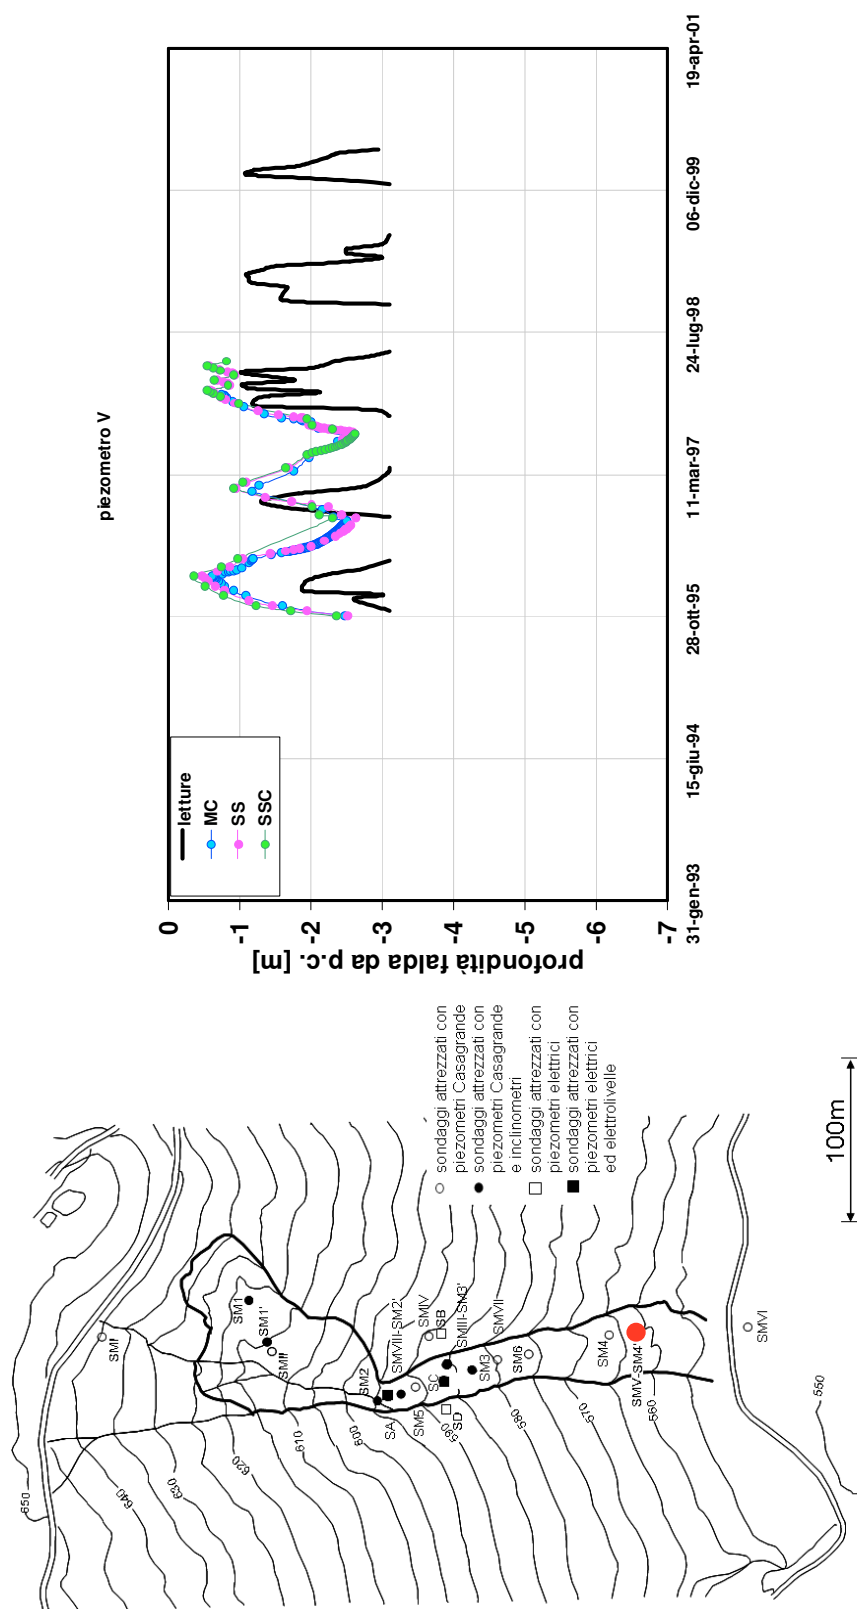 piezometro V
0
-1
-2
-3
-4
-5
-6
-7
profondità falda da p.c. [m]
31-gen-93
15-giu-94
28-ott-95
11-mar-97
24-lug-98
06-dic-99
19-apr-01
letture
MC
SS
SSC
650
640
630
620
610
600
590
580
570
560
550
550
SMI
SM1
SM1'
SMII
SM2
SA
SMVIII-SM2'
SM5
SMIV
SB
SC
SD
SMIII-SM3'
SM3
SMVII
SM6
SM4
SMV-SM4'
SMVI
sondaggi attrezzati con
piezometri Casagrande
sondaggi attrezzati con
piezometri Casagrande
e inclinometri
sondaggi attrezzati con
piezometri elettrici
sondaggi attrezzati con
piezometri elettrici
ed elettrolivelle
100m